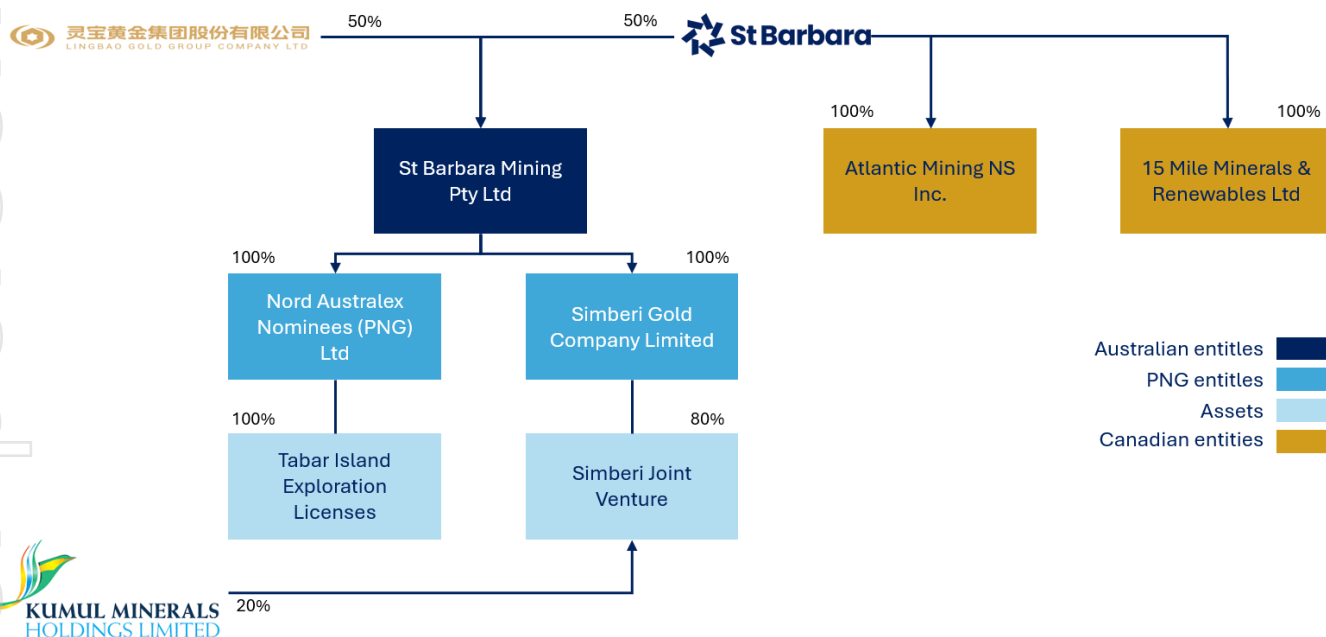 灵宝黄金集团股份有限公司
LINGBAO GOLD GROUP COMPANY LTD
50%
50%
St Barbara
100%
100%
St Barbara Mining
Pty Ltd
Atlantic Mining NS
Inc.
15 Mile Minerals &
Renewables Ltd
100%
100%
Nord Australex
Nominees (PNG)
Ltd
Simberi Gold
Company Limited
Australian entities
PNG entities
Assets
Canadian entities
100%
80%
Tabar Island
Exploration
Licenses
Simberi Joint
Venture
20%
KUMUL MINERALS
HOLDINGS LIMITED